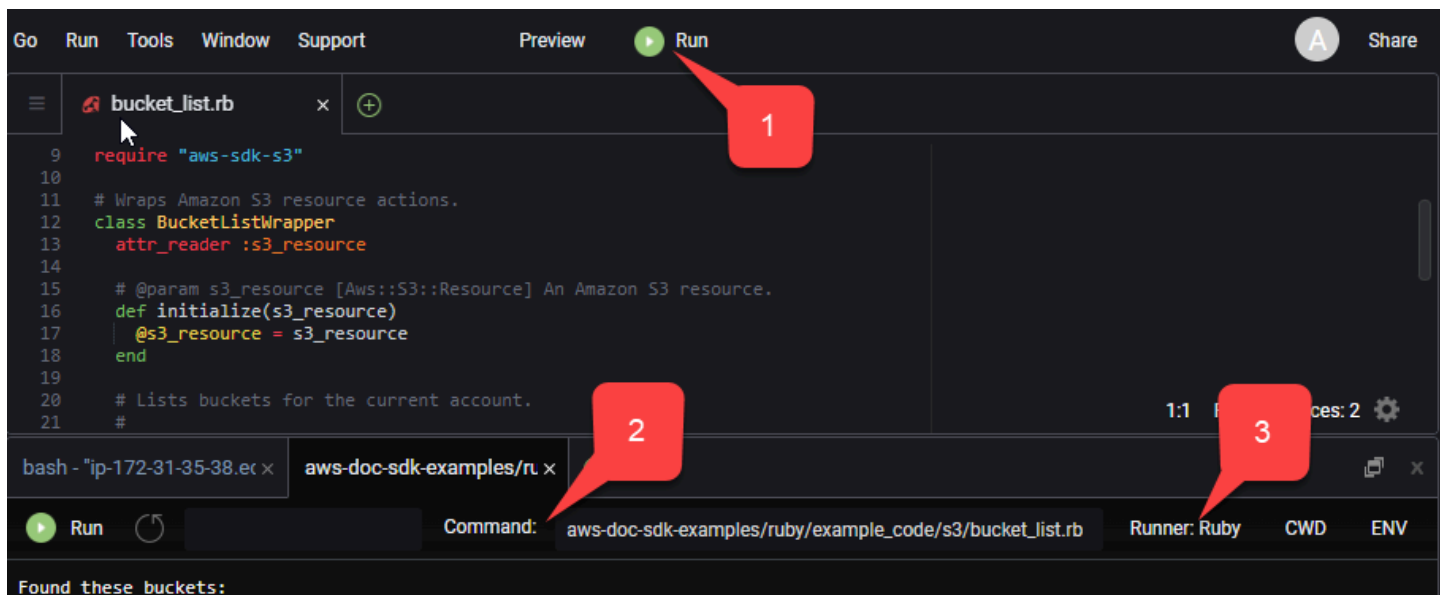 Go Run Tools Window Support Preview Run A Share
bucket_list.rb
1
9 require "aws-sdk-s3"
10
11 # Wraps Amazon S3 resource actions.
12 class BucketListWrapper
13 attr_reader :s3_resource
14
15 # @param s3_resource [Aws::S3::Resource] An Amazon S3 resource.
16 def initialize(s3_resource)
17 @s3_resource = s3_resource
18 end
19
20 # Lists buckets for the current account.
21 #
1:1 ces: 2
2
3
bash - "ip-172-31-35-38.ec aws-doc-sdk-examples/ru
Run Command: aws-doc-sdk-examples/ruby/example_code/s3/bucket_list.rb Runner: Ruby CWD ENV
Found these buckets: